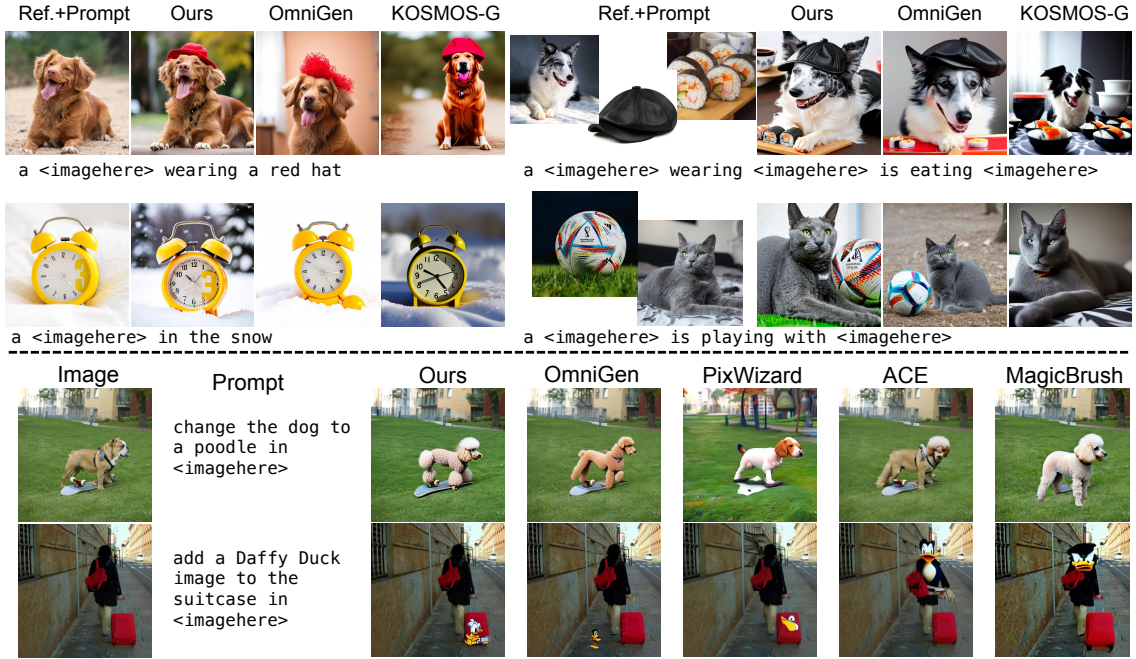 Ref.+Prompt Ours OmniGen KOSMOS-G Ref.+Prompt Ours OmniGen KOSMOS-G
a <imagehere> wearing a red hat
a <imagehere> wearing <imagehere> is eating <imagehere>
a <imagehere> in the snow
a <imagehere> is playing with <imagehere>
Image Prompt Ours OmniGen PixWizard ACE MagicBrush
change the dog to
a poodle in
<imagehere>
add a Daffy Duck
image to the
suitcase in
<imagehere>